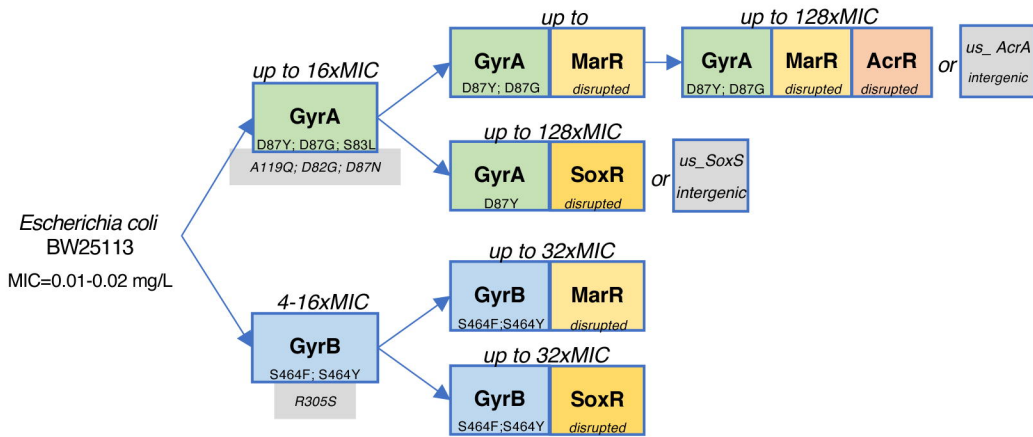 up to
up to 128xMIC
up to 16xMIC
GyrA
D87Y; D87G
MarR
disrupted
GyrA
D87Y; D87G
MarR
disrupted
AcrR
disrupted
or
us_ AcrA
intergenic
GyrA
D87Y; D87G; S83L
A119Q; D82G; D87N
up to 128xMIC
GyrA
D87Y
SoxR
disrupted
or
us_SoxS
intergenic
Escherichia coli
BW25113
MIC=0.01-0.02 mg/L
4-16xMIC
GyrB
S464F; S464Y
R305S
up to 32xMIC
GyrB
S464F;S464Y
MarR
disrupted
up to 32xMIC
GyrB
S464F;S464Y
SoxR
disrupted